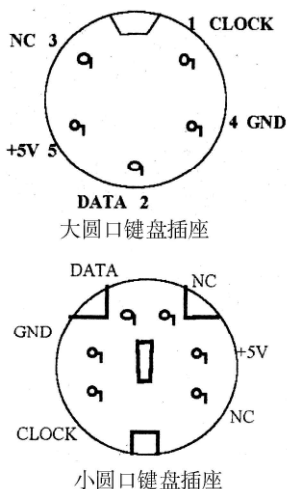 1 CLOCK
NC 3
4 GND
+5V 5
DATA 2
大圆口键盘插座
DATA
NC
GND
+5V
NC
CLOCK
小圆口键盘插座